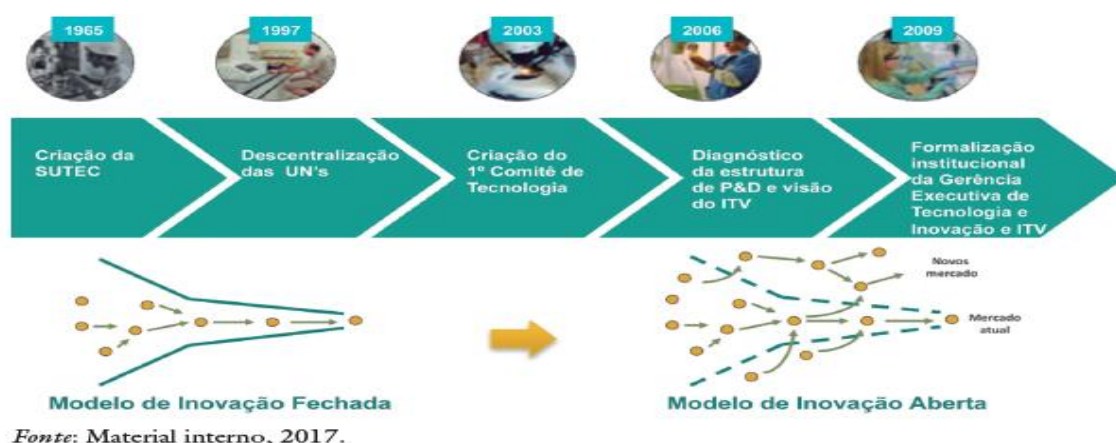 1965
1997
2003
2006
2009
Criação da
SUTEC
Descentralização
das UN's
Criação do
1º Comitê de
Tecnologia
Diagnóstico
da estrutura
de P&D e visão
do ITV
Formalização
institucional
da Gerência
Executiva de
Tecnologia e
Inovação e ITV
Novos
mercado
Mercado
atual
Modelo de Inovação Fechada
Modelo de Inovação Aberta
Fonte: Material interno, 2017.